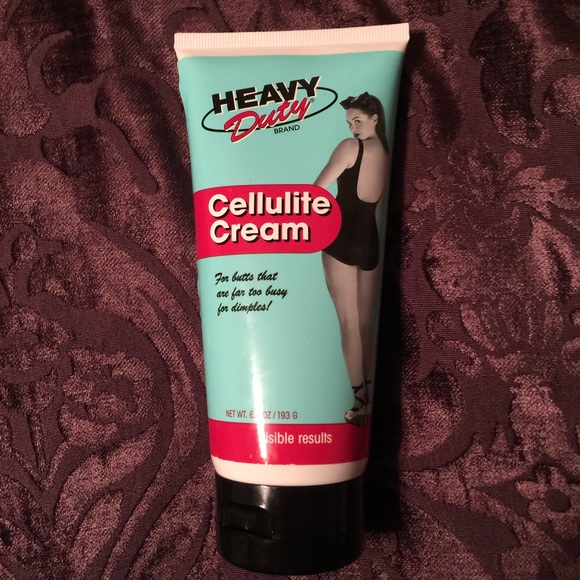 HEAVY
Duty
BRAND
Cellulite
Cream
For butts that
are far too busy
for dimples!
NET WT. OZ / 193 G
results